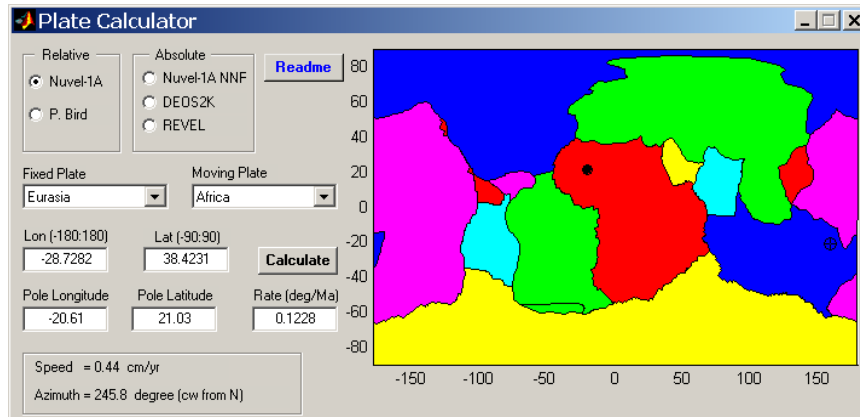 Plate Calculator
Relative
Absolute
Readme
Nuvel-1A
Nuvel-1A NNF
P. Bird
DEOS2K
REVEL
Fixed Plate
Moving Plate
Eurasia
Africa
Lon (-180:180)
Lat (-90:90)
-28.7282
38.4231
Calculate
Pole Longitude
Pole Latitude
Rate (deg/Ma)
-20.61
21.03
0.1228
Speed = 0.44 cm/yr
Azimuth = 245.8 degree (cw from N)
80
60
40
20
0
-20
-40
-60
-80
-150 -100 -50 0 50 100 150